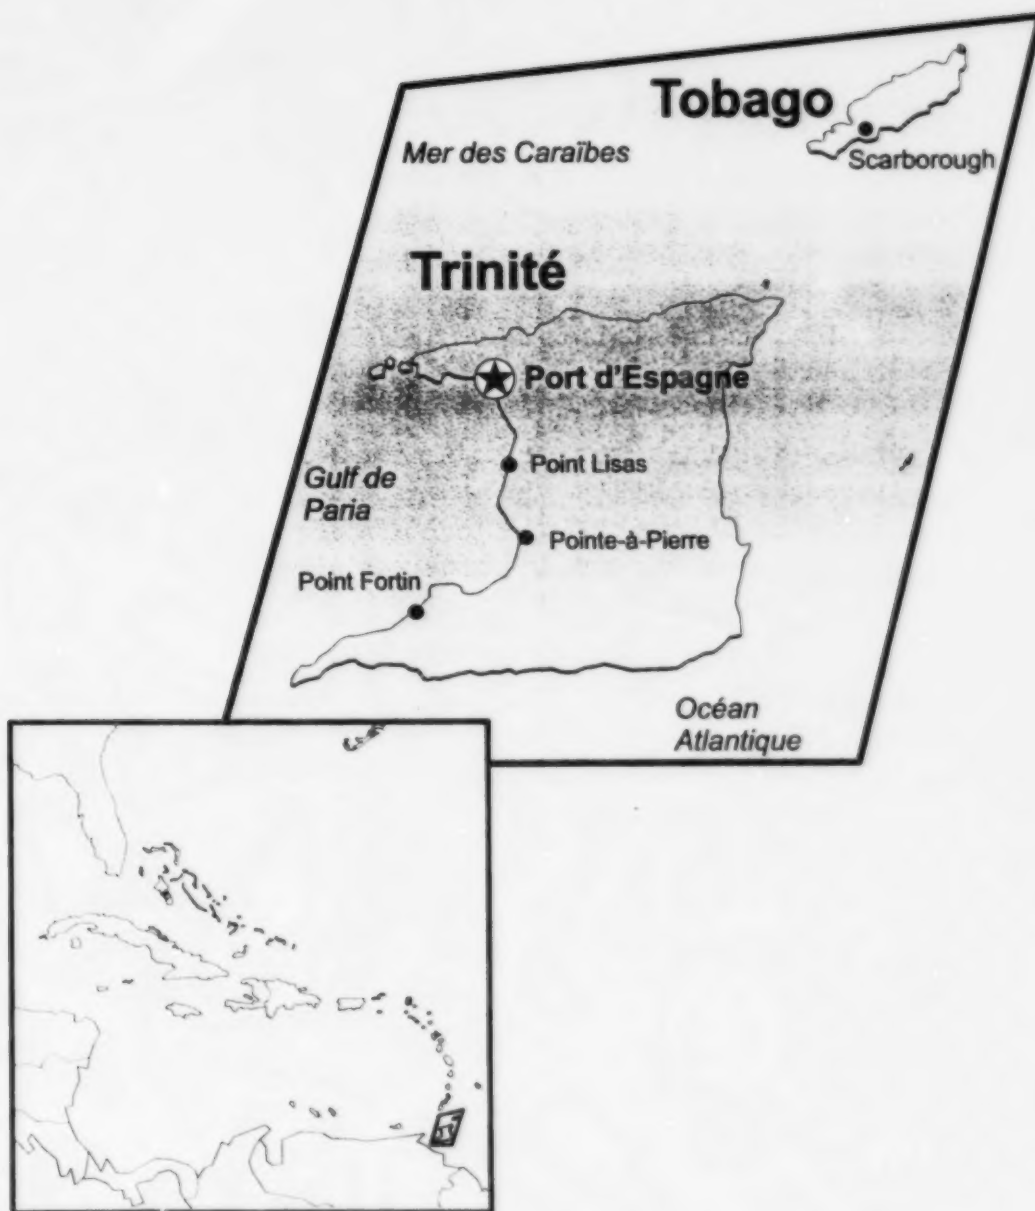 Tobago
Mer des Caraïbes
Scarborough
Trinité
Port d'Espagne
Point Lisas
Gulf de
Paria
Pointe-à-Pierre
Point Fortin
Océan
Atlantique